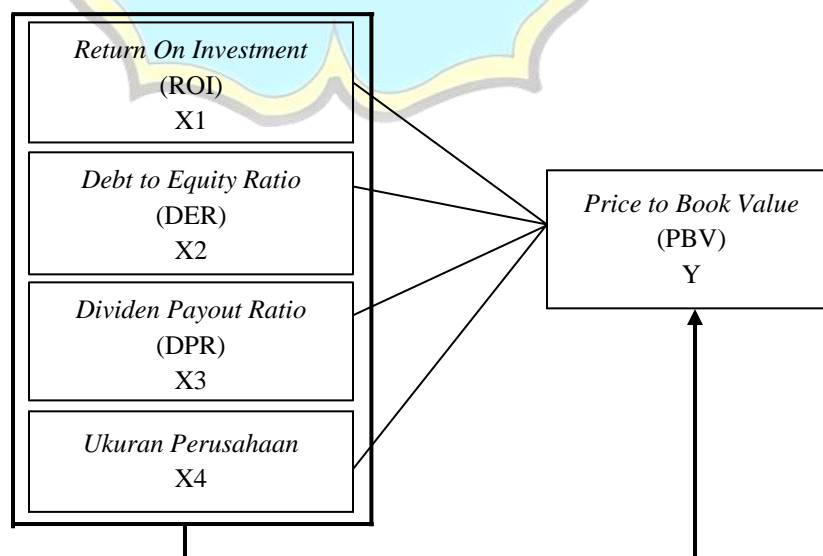 Return On Investment
(ROI)
X1
Debt to Equity Ratio
(DER)
X2
Dividen Payout Ratio
(DPR)
X3
Ukuran Perusahaan
X4
Price to Book Value
(PBV)
Y